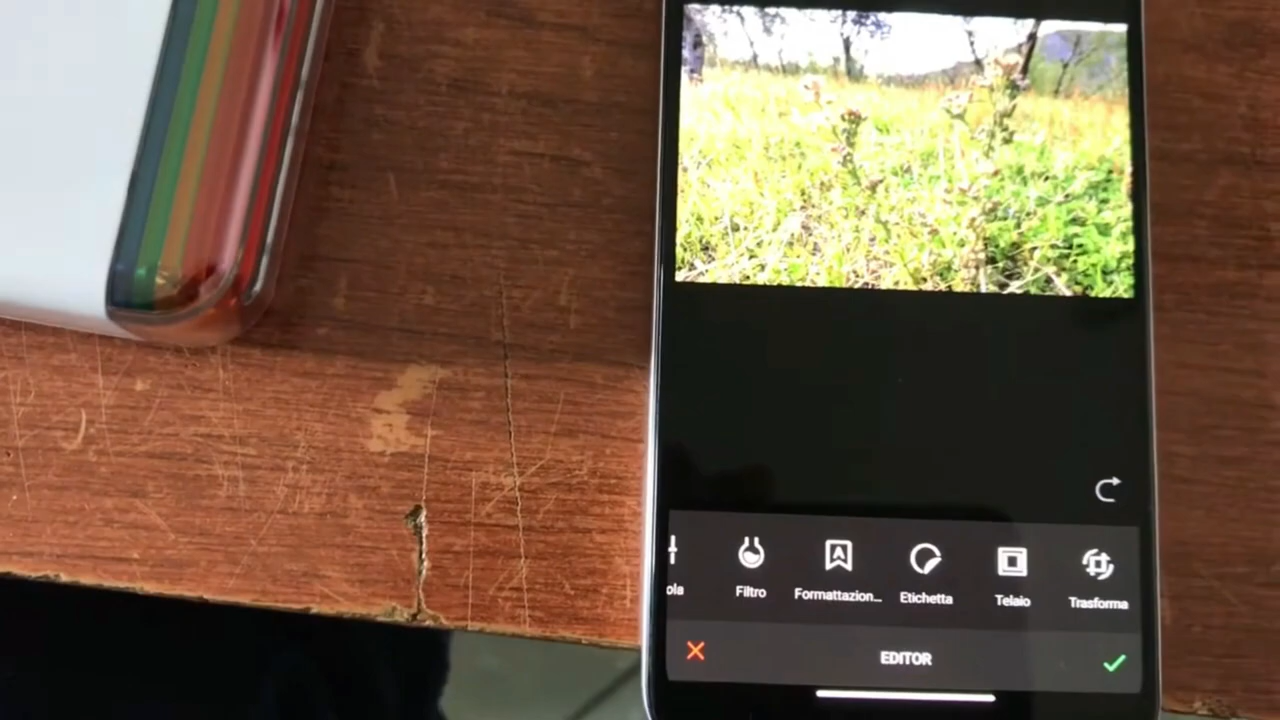 ola
Filtro
Formattazion...
Etichetta
Telaio
Trasforma
EDITOR